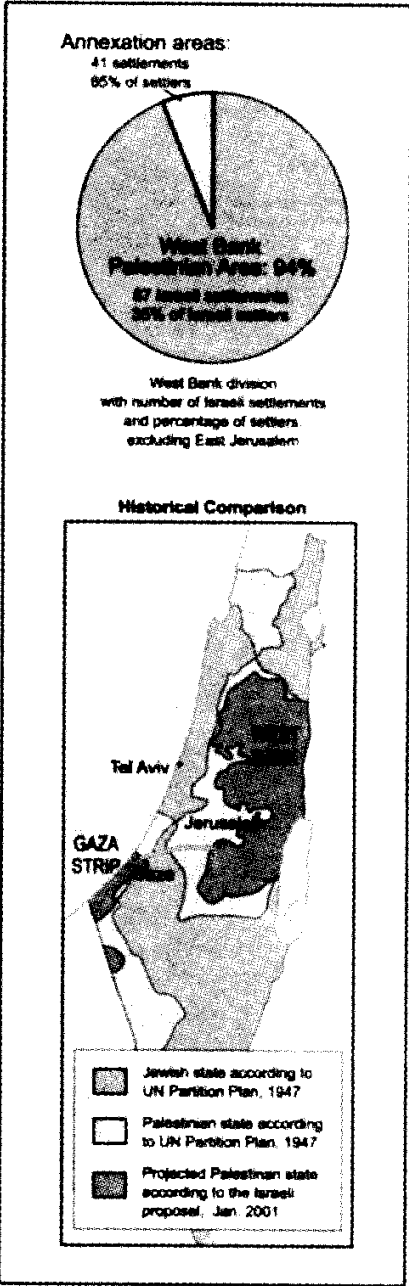 Annexation areas:
41 settlements
65% of settlers
West Bank
Palestinian Area: 94%
87 Israeli settlements
35% of Israeli settlers
West Bank division
with number of Israeli settlements
and percentage of settlers
excluding East Jerusalem
Historical Comparison
WEST
BANK
Tel Aviv
Jerusalem
GAZA
STRIP
Gaza
Jewish state according to
UN Partition Plan, 1947
Palestinian state according
to UN Partition Plan, 1947
Projected Palestinian state
according to the Israeli
proposal, Jan. 2001